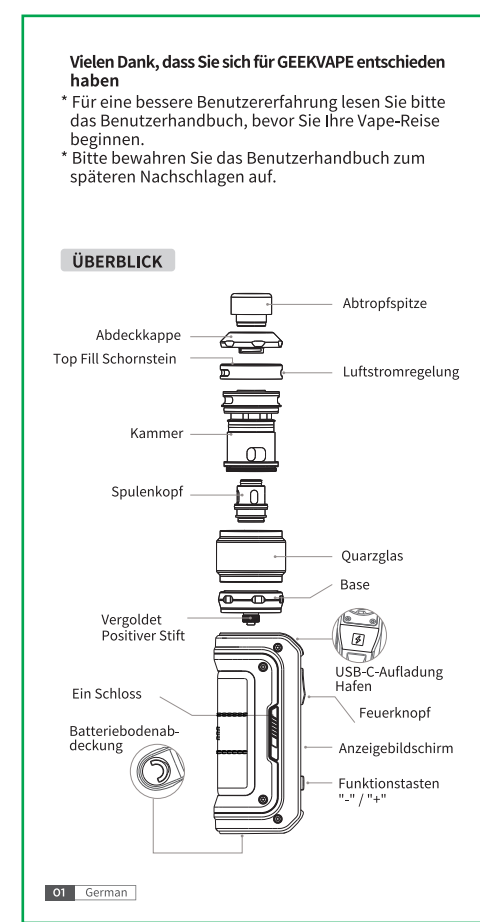 Vielen Dank, dass Sie sich für GEEKVAPE entschieden
haben
* Für eine bessere Benutzererfahrung lesen Sie bitte
das Benutzerhandbuch, bevor Sie Ihre Vape-Reise
beginnen.
* Bitte bewahren Sie das Benutzerhandbuch zum
späteren Nachschlagen auf.
ÜBERBLICK
Abtropfspitze
Abdeckkappe
Top Fill Schornstein
Luftstromregelung
Kammer
Spulenkopf
Quarzglas
Base
Vergoldet
Positiver Stift
USB-C-Aufladung
Hafen
Ein Schloss
Feuerknopf
Batteriebodenab-
deckung
Anzeigebildschirm
Funktionstasten
"-" / "+"
01 German